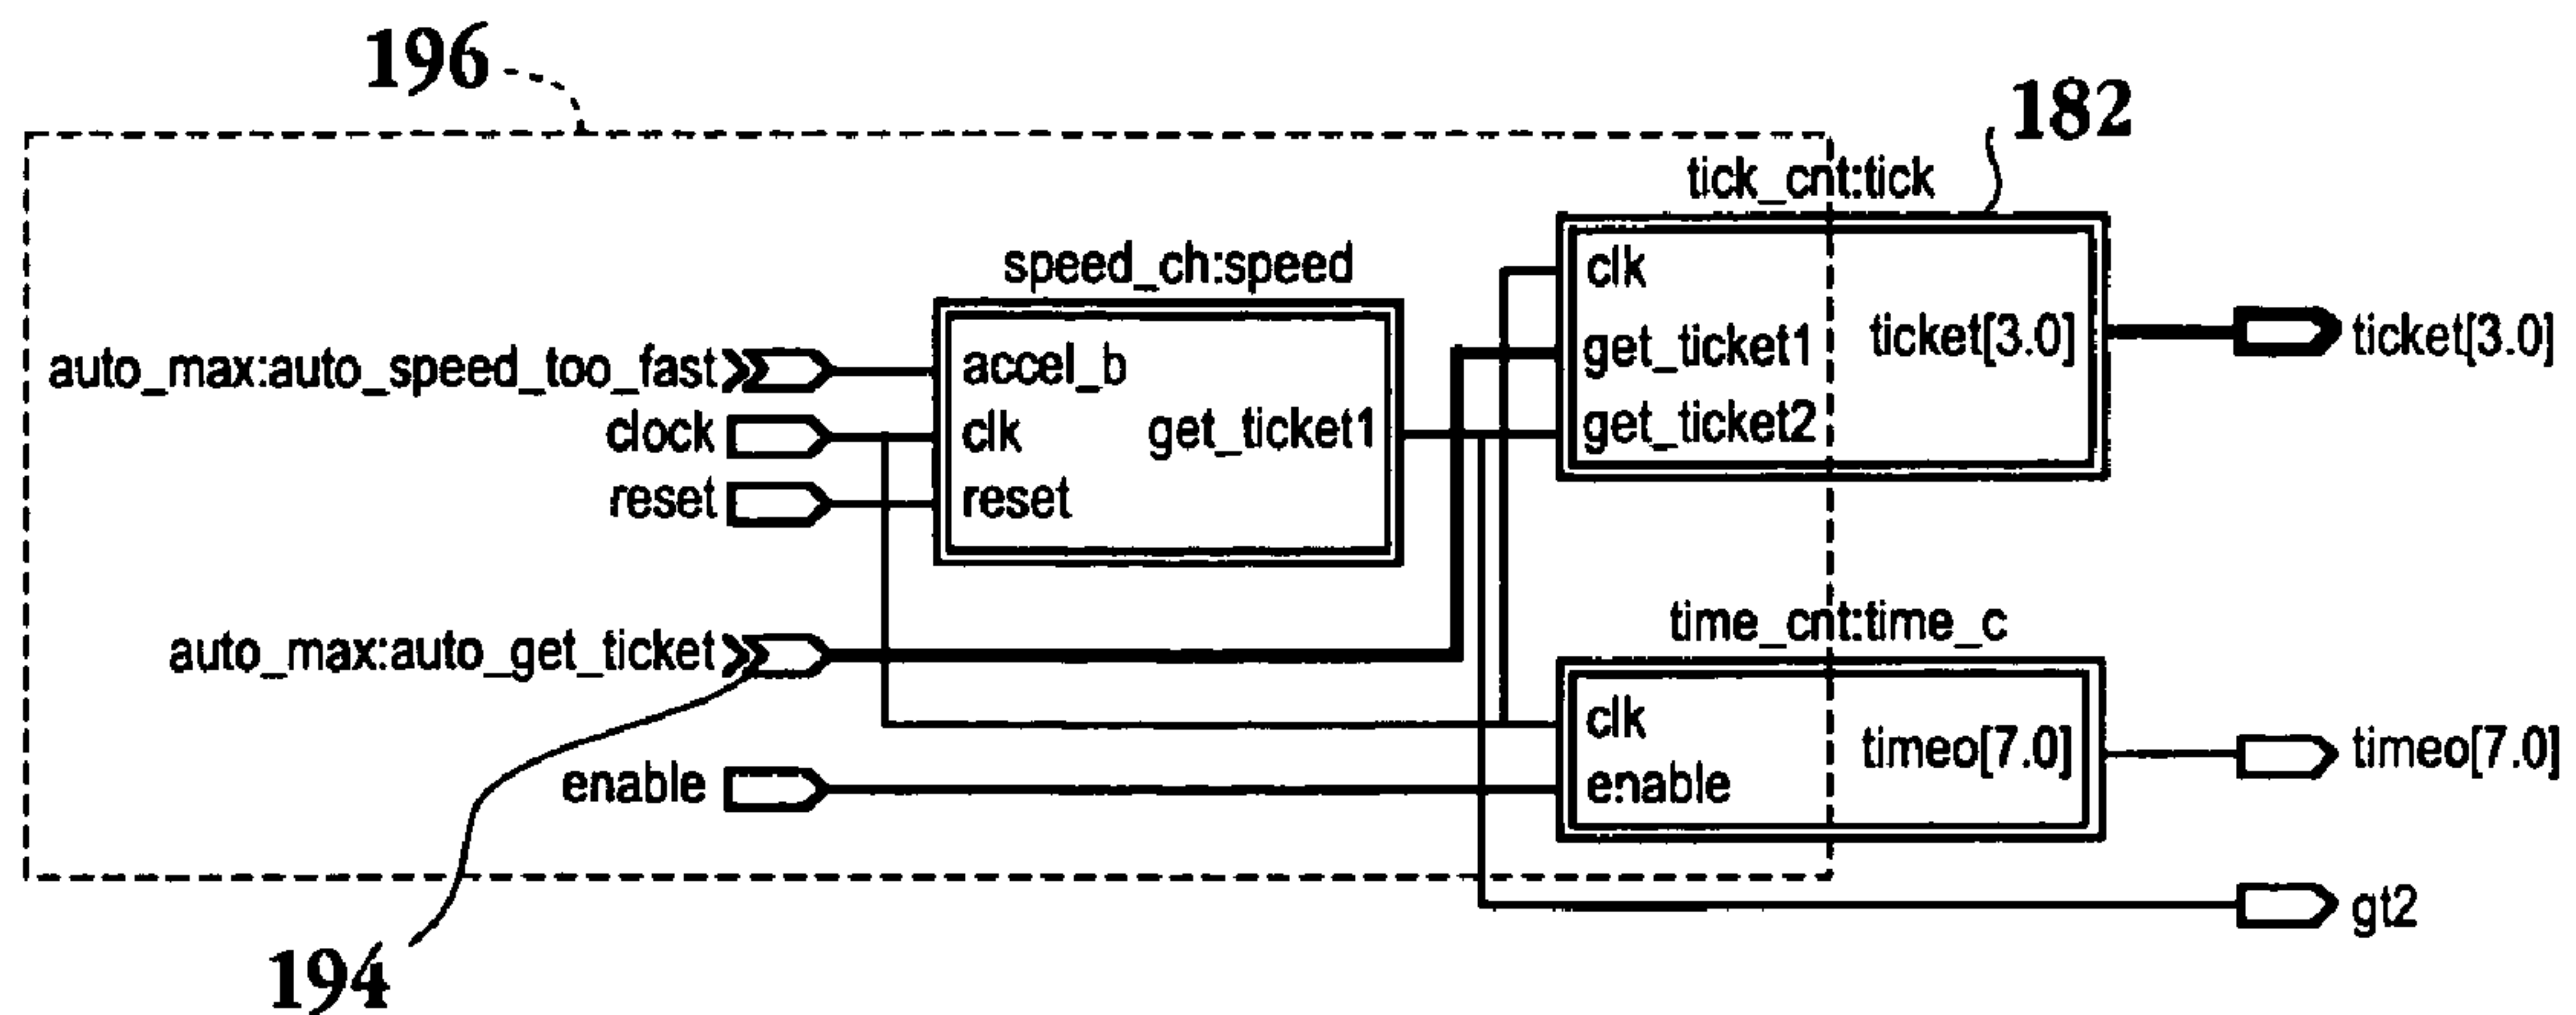 196
182
tick_cnt:tick
speed_ch:speed
clk
auto_max:auto_speed_too_fast
accel_b
get_ticket1
ticket[3.0]
ticket[3.0]
clock
clk
get_ticket1
get_ticket2
reset
reset
time_cnt:time_c
auto_max:auto_get_ticket
clk
timeo[7.0]
timeo[7.0]
enable
enable
gt2
194